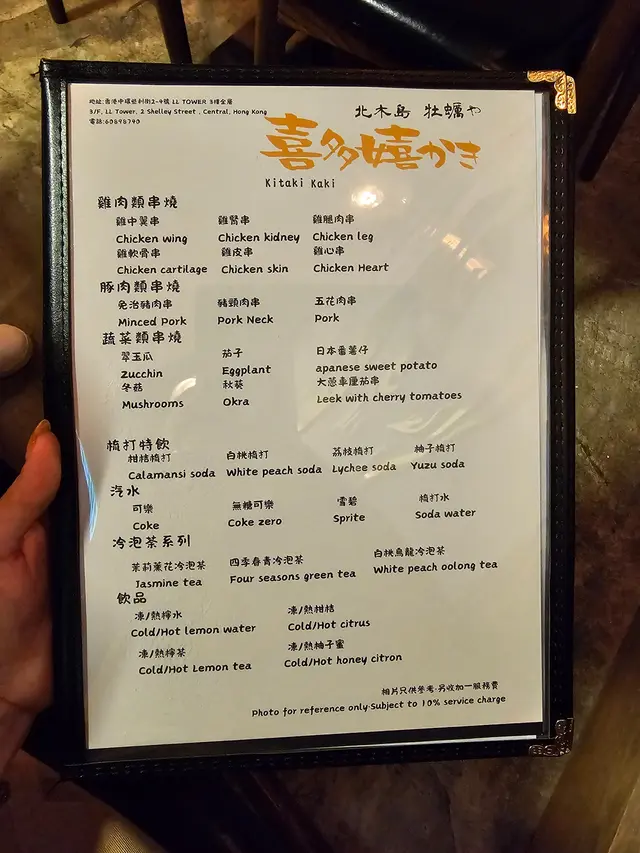 地址:香港中環些利街2-4號 LL TOWER 3樓全層
3/F, LL Tower, 2 Shelley Street , Central, Hong Kong
電話:60898790
北木島 牡蠣や
喜多嬉かき
Kitaki Kaki
雞肉類串燒
雞中翼串 雞腎串 雞腿肉串
Chicken wing Chicken kidney Chicken leg
雞軟骨串 雞皮串 雞心串
Chicken cartilage Chicken skin Chicken Heart
豚肉類串燒
免治豬肉串 豬頸肉串 五花肉串
Minced Pork Pork Neck Pork
蔬菜類串燒
翠玉瓜 茄子 日本番薯仔
Zucchin Eggplant apanese sweet potato
冬菇 秋葵 大蔥車厘茄串
Mushrooms Okra Leek with cherry tomatoes
梳打特飲
柑桔梳打 白桃梳打 荔枝梳打 柚子梳打
Calamansi soda White peach soda Lychee soda Yuzu soda
汽水
可樂 無糖可樂 雪碧 梳打水
Coke Coke zero Sprite Soda water
冷泡茶系列
茉莉薰花冷泡茶 四季春青冷泡茶 白桃烏龍冷泡茶
Jasmine tea Four seasons green tea White peach oolong tea
飲品
凍/熱檸水 凍/熱柑桔
Cold/Hot lemon water Cold/Hot citrus
凍/熱檸茶 凍/熱柚子蜜
Cold/Hot Lemon tea Cold/Hot honey citron
相片只供參考·另收加一服務費
Photo for reference only·Subject to 10% service charge